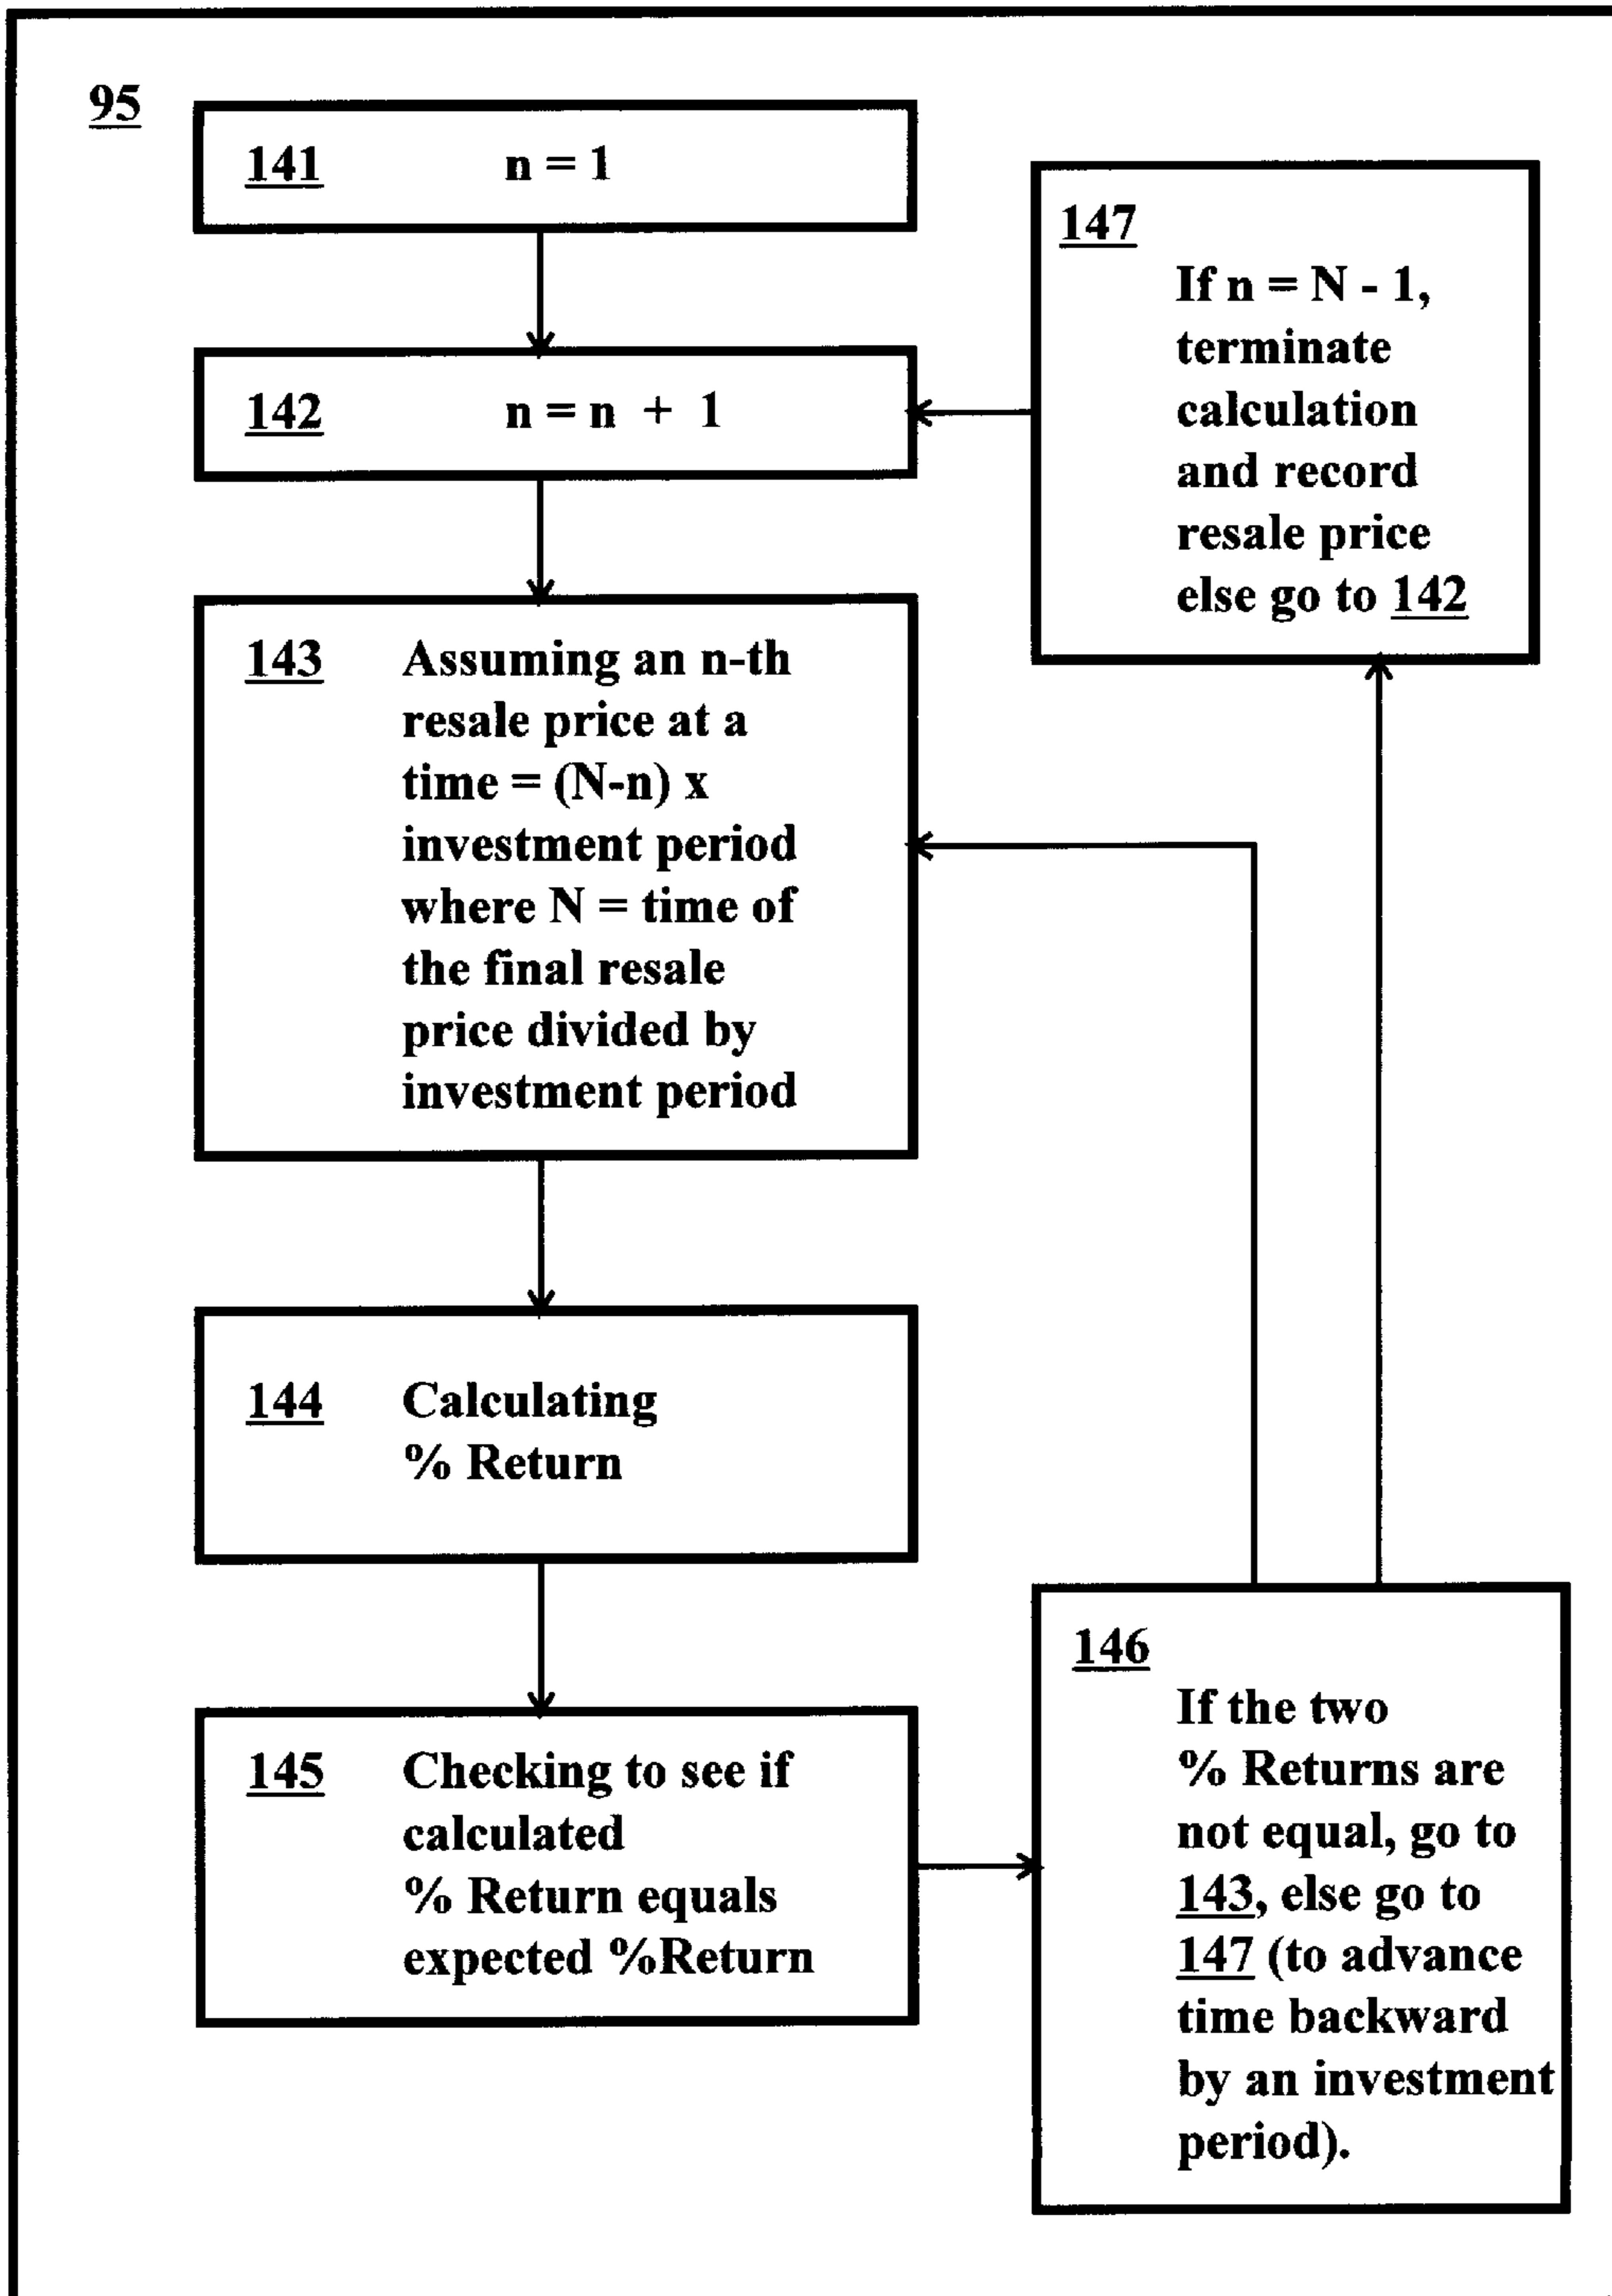 95
141 n = 1
142 n = n + 1
143 Assuming an n-th
resale price at a
time = (N-n) x
investment period
where N = time of
the final resale
price divided by
investment period
144 Calculating
% Return
145 Checking to see if
calculated
% Return equals
expected %Return
146
If the two
% Returns are
not equal, go to
143, else go to
147 (to advance
time backward
by an investment
period).
147
If n = N - 1,
terminate
calculation
and record
resale price
else go to 142